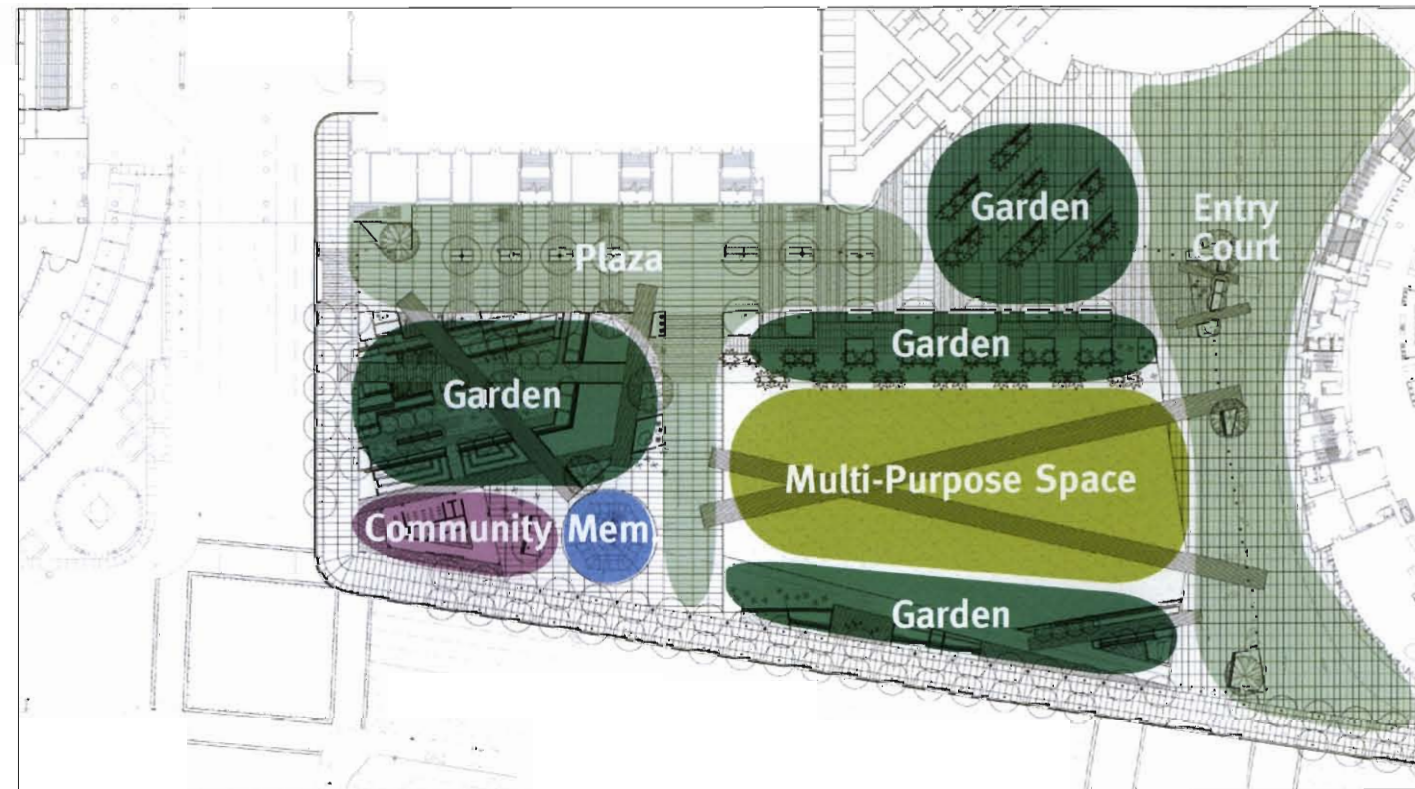 Garden
Entry
Court
Plaza
Garden
Garden
Multi-Purpose Space
Community
Mem.
Garden